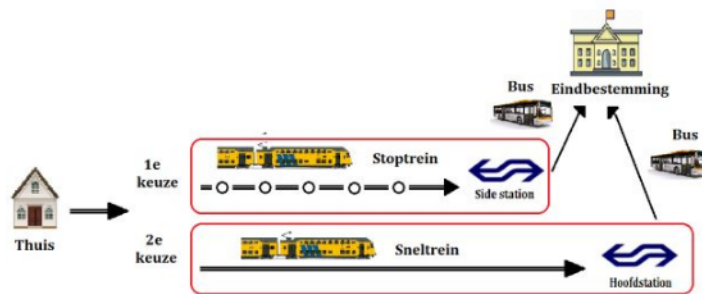 Bus
Eindbestemming
Bus
1e
keuze
Stoptrein
Side station
Thuis
2e
keuze
Sneltrein
Hoofdstation